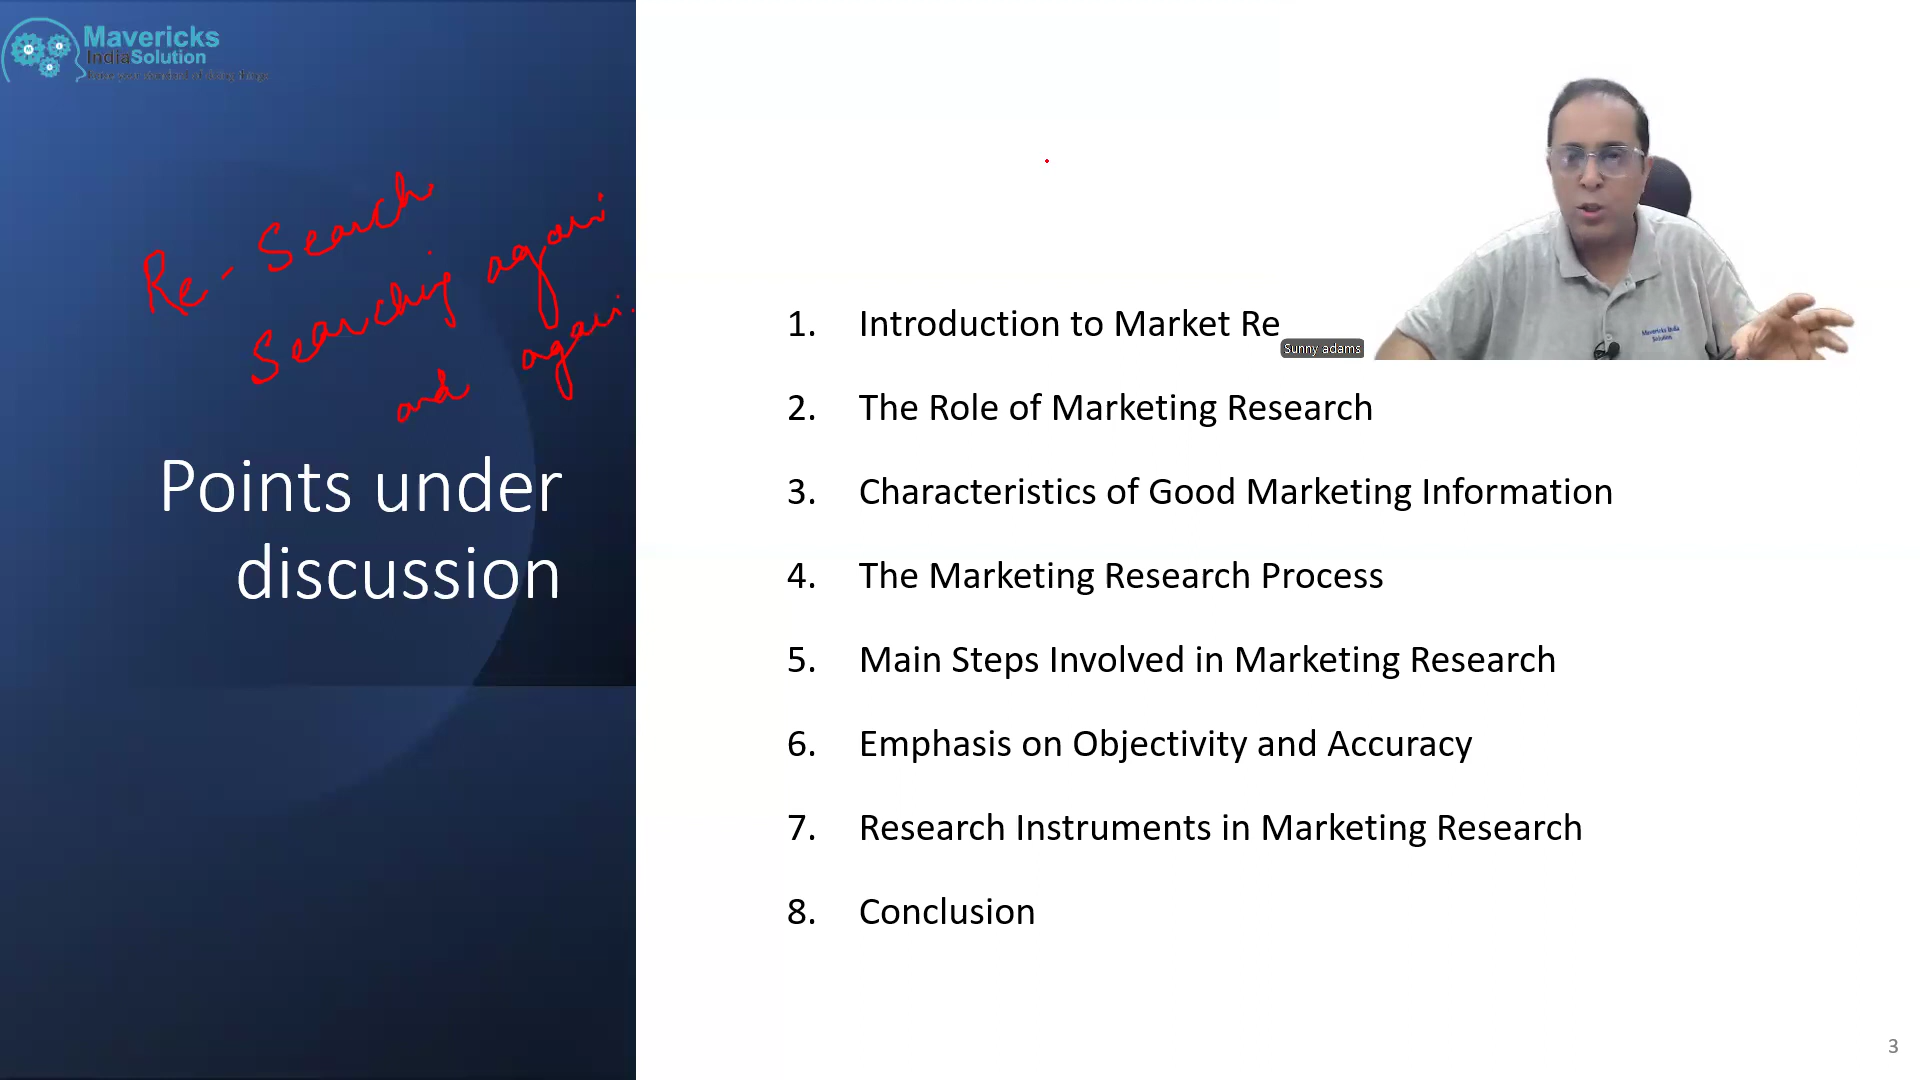 Mavericks
IndiaSolution
Re-Search
Searching again
and again.
Points under
discussion
1. Introduction to Market Re
Sunny adams
Mavericks India
Solution
2. The Role of Marketing Research
3. Characteristics of Good Marketing Information
4. The Marketing Research Process
5. Main Steps Involved in Marketing Research
6. Emphasis on Objectivity and Accuracy
7. Research Instruments in Marketing Research
8. Conclusion
3